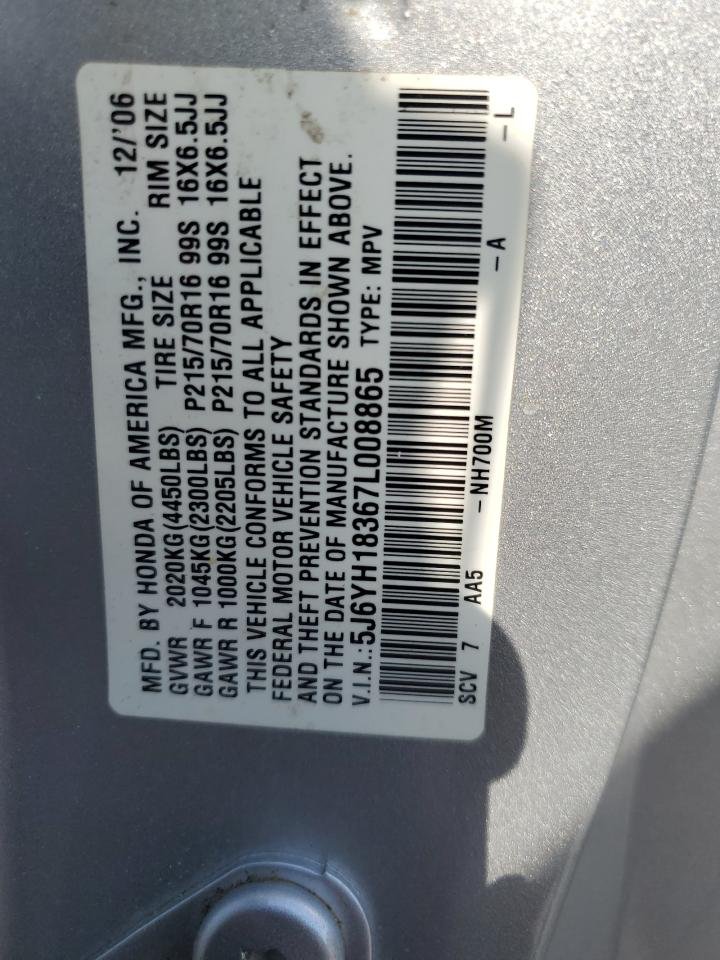 MFD. BY HONDA OF AMERICA MFG., INC. 12/'06
GVWR 2020KG(4450LBS) TIRE SIZE RIM SIZE
GAWR F 1045KG(2300LBS) P215/70R16 99S 16X6.5JJ
GAWR R 1000KG(2205LBS) P215/70R16 99S 16X6.5JJ
THIS VEHICLE CONFORMS TO ALL APPLICABLE
FEDERAL MOTOR VEHICLE SAFETY
AND THEFT PREVENTION STANDARDS IN EFFECT
ON THE DATE OF MANUFACTURE SHOWN ABOVE.
V.I.N.:5J6YH18367L008865 TYPE: MPV
SCV 7 AA5 -NH700M -A -L